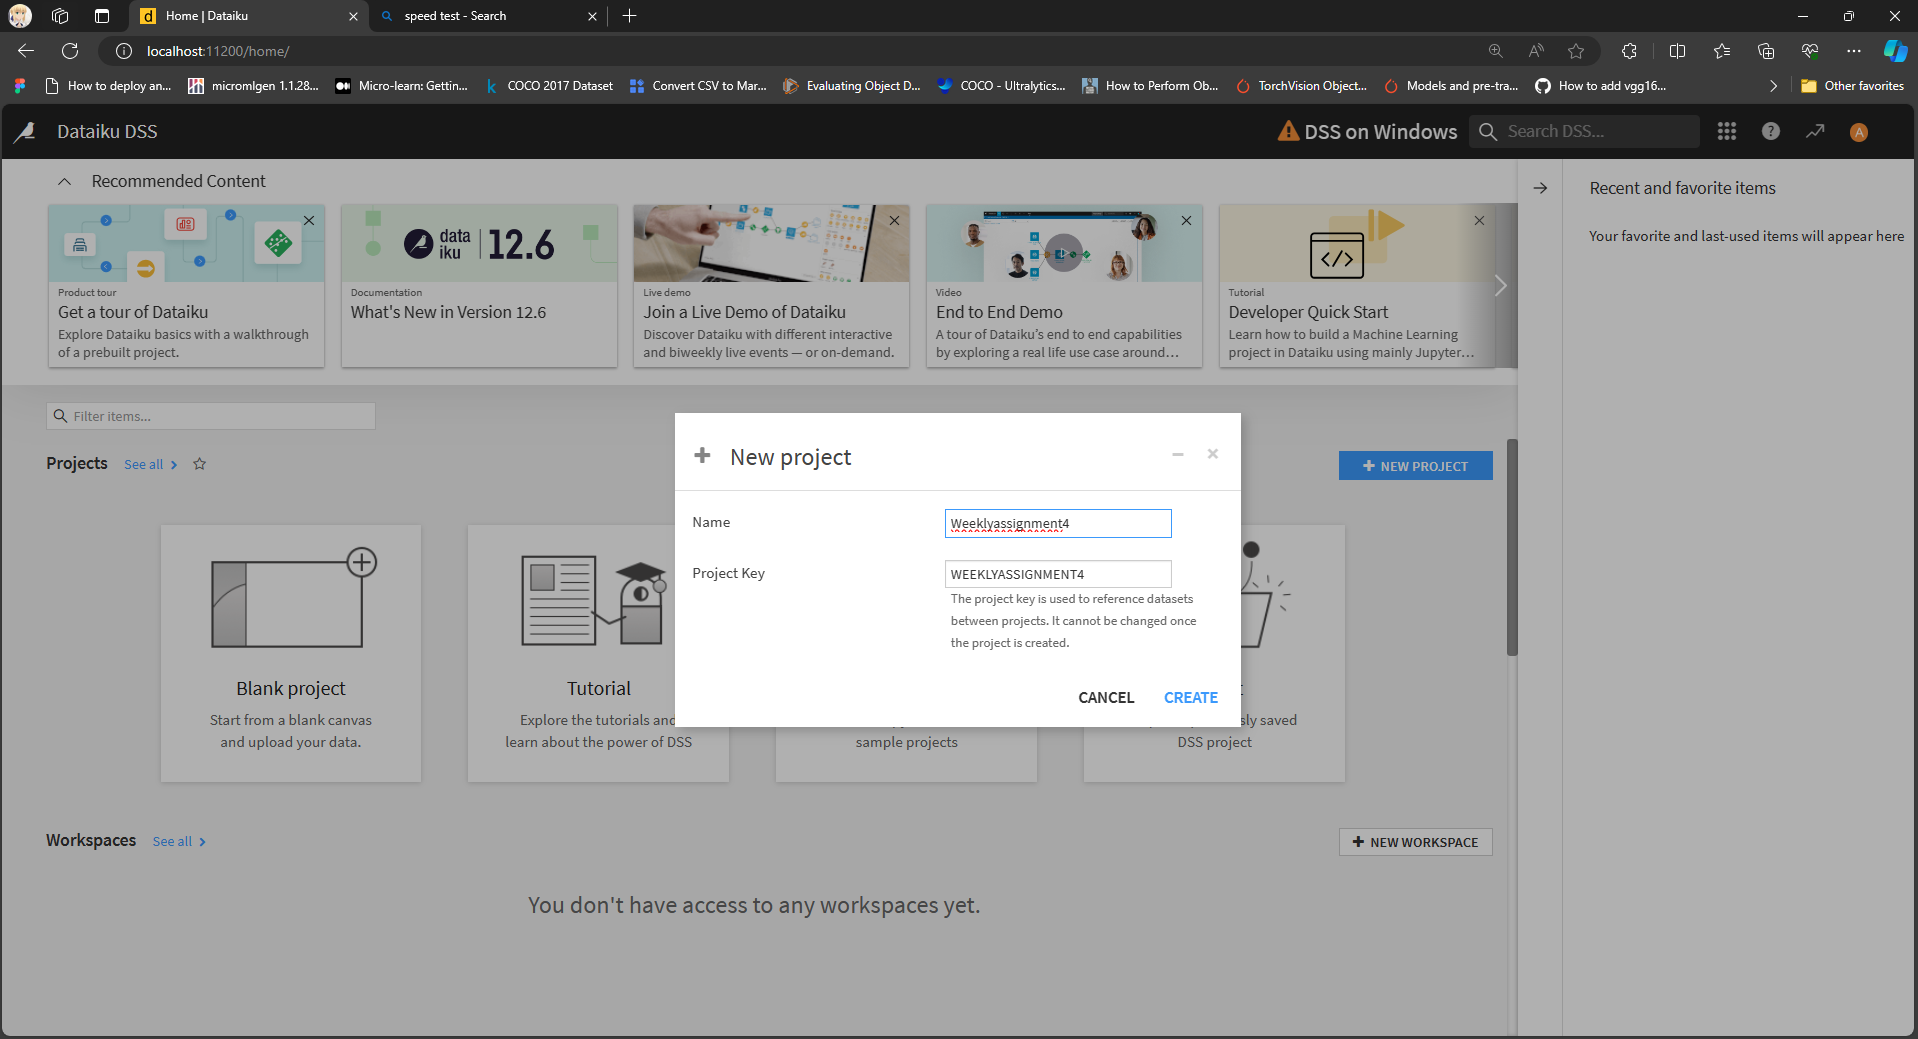 Home | Dataiku
speed test - Search
localhost:11200/home/
How to deploy an...
micromlgen 1.1.28...
Micro-learn: Gettin...
COCO 2017 Dataset
Convert CSV to Mar...
Evaluating Object D...
COCO - Ultralytics...
How to Perform Ob...
TorchVision Object...
Models and pre-tra...
How to add vgg16...
Other favorites
Dataiku DSS
DSS on Windows
Search DSS...
A
Recommended Content
Product tour
Get a tour of Dataiku
Explore Dataiku basics with a walkthrough
of a prebuilt project.
data
iku
12.6
Documentation
What's New in Version 12.6
Live demo
Join a Live Demo of Dataiku
Discover Dataiku with different interactive
and biweekly live events — or on-demand.
Video
End to End Demo
A tour of Dataiku's end to end capabilities
by exploring a real life use case around...
Tutorial
Developer Quick Start
Learn how to build a Machine Learning
project in Dataiku using mainly Jupyter...
Recent and favorite items
Your favorite and last-used items will appear here
Filter items...
Projects
See all
NEW PROJECT
New project
Name
Weeklyassignment4
Project Key
WEEKLYASSIGNMENT4
The project key is used to reference datasets
between projects. It cannot be changed once
the project is created.
CANCEL
CREATE
Blank project
Start from a blank canvas
and upload your data.
Tutorial
Explore the tutorials and
learn about the power of DSS
sample projects
sly saved
DSS project
Workspaces
See all
NEW WORKSPACE
You don't have access to any workspaces yet.